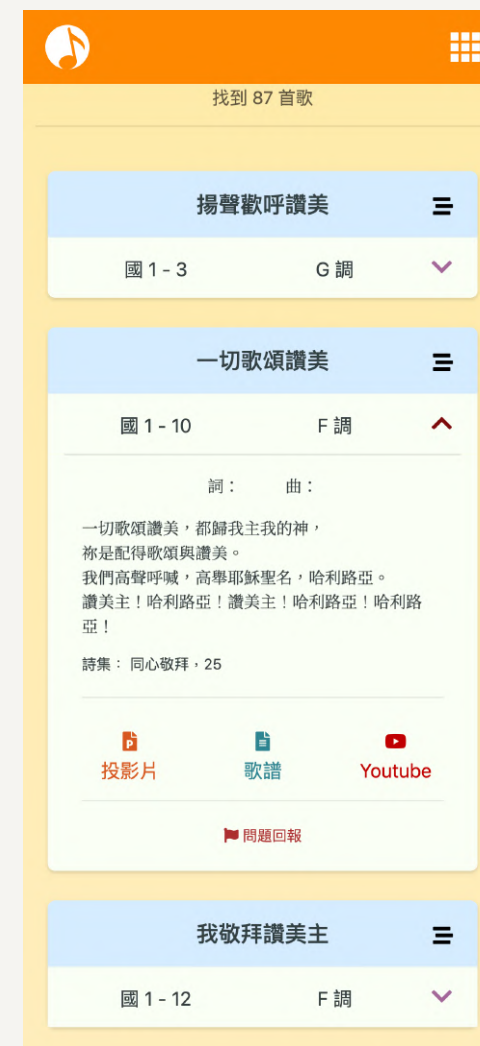 找到 87 首歌
揚聲歡呼讚美
國 1 - 3 G 調
一切歌頌讚美
國 1 - 10 F 調
詞： 曲：
一切歌頌讚美，都歸我主我的神，
祢是配得歌頌與讚美。
我們高聲呼喊，高舉耶穌聖名，哈利路亞。
讚美主！哈利路亞！讚美主！哈利路亞！哈利路
亞！
詩集： 同心敬拜，25
投影片 歌譜 Youtube
問題回報
我敬拜讚美主
國 1 - 12 F 調